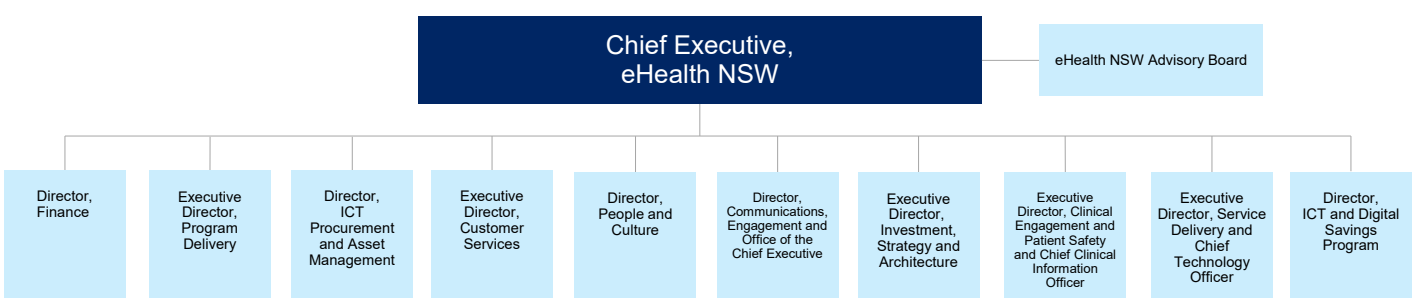 Chief Executive,
eHealth NSW
eHealth NSW Advisory Board
Director,
Finance
Executive
Director,
Program
Delivery
Director,
ICT
Procurement
and Asset
Management
Executive
Director,
Customer
Services
Director,
People and
Culture
Director,
Communications,
Engagement and
Office of the
Chief Executive
Executive
Director,
Investment,
Strategy and
Architecture
Executive
Director, Clinical
Engagement and
Patient Safety
and Chief Clinical
Information
Officer
Executive
Director, Service
Delivery and
Chief
Technology
Officer
Director,
ICT and Digital
Savings
Program